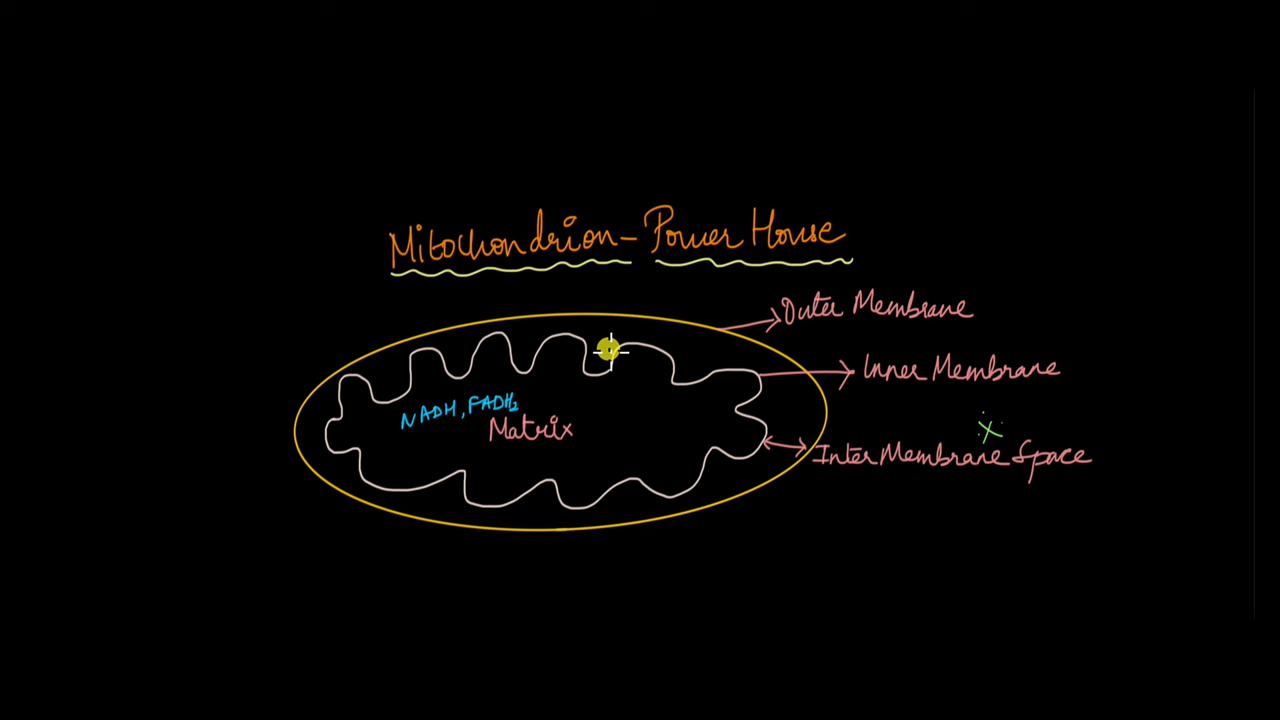 Mitochondrion - Power House
Outer Membrane
Inner Membrane
NADH, FADH₂
Matrix
Inter Membrane Space